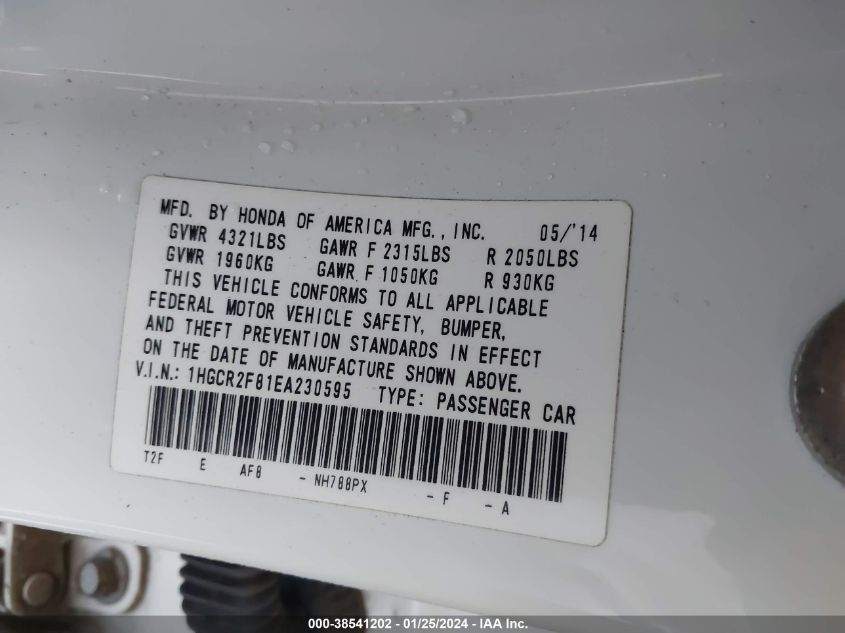 MFD. BY HONDA OF AMERICA MFG., INC. 05/'14
GVWR 4321LBS GAWR F 2315LBS R 2050LBS
GVWR 1960KG GAWR F 1050KG R 930KG
THIS VEHICLE CONFORMS TO ALL APPLICABLE
FEDERAL MOTOR VEHICLE SAFETY, BUMPER,
AND THEFT PREVENTION STANDARDS IN EFFECT
ON THE DATE OF MANUFACTURE SHOWN ABOVE.
V.I.N.: 1HGCR2F81EA230595 TYPE: PASSENGER CAR
T2F E AF8 - NH788PX - F - A
000-38541202 - 01/25/2024 - IAA Inc.